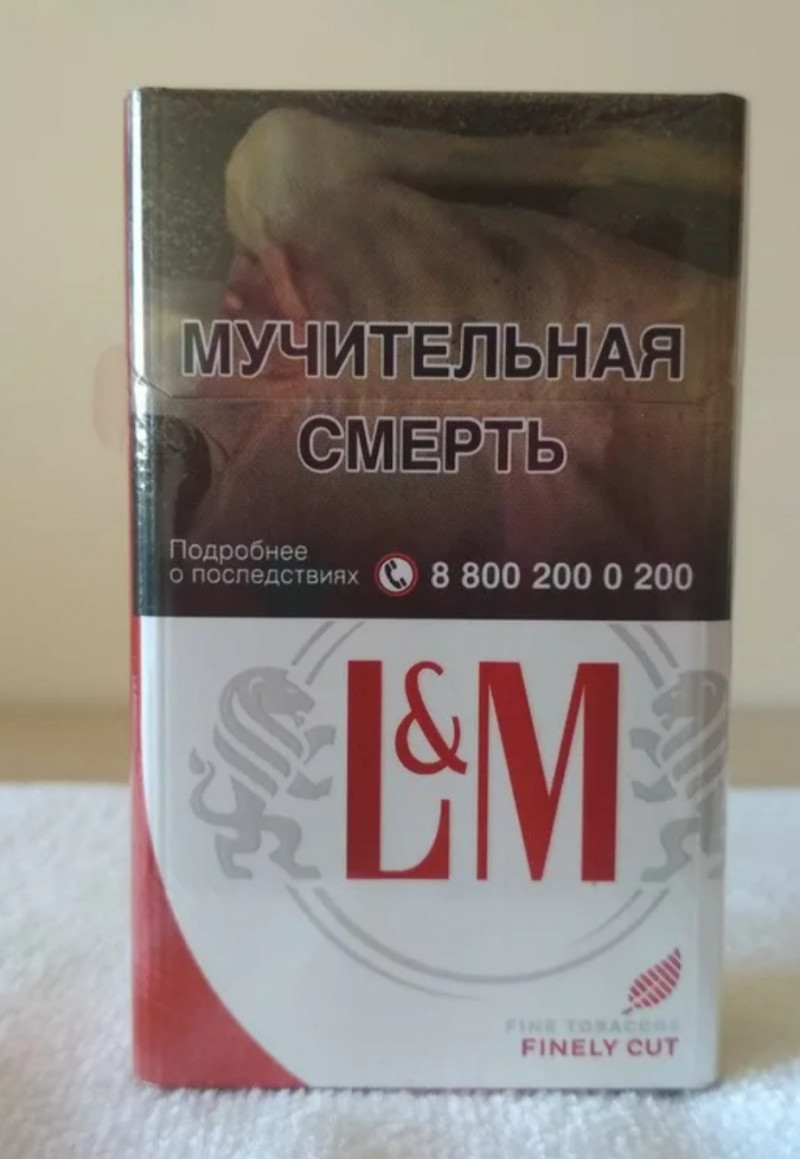 МУЧИТЕЛЬНАЯ
СМЕРТЬ
Подробнее
о последствиях 8 800 200 0 200
L&M
FINE TOBACCOS
FINELY CUT